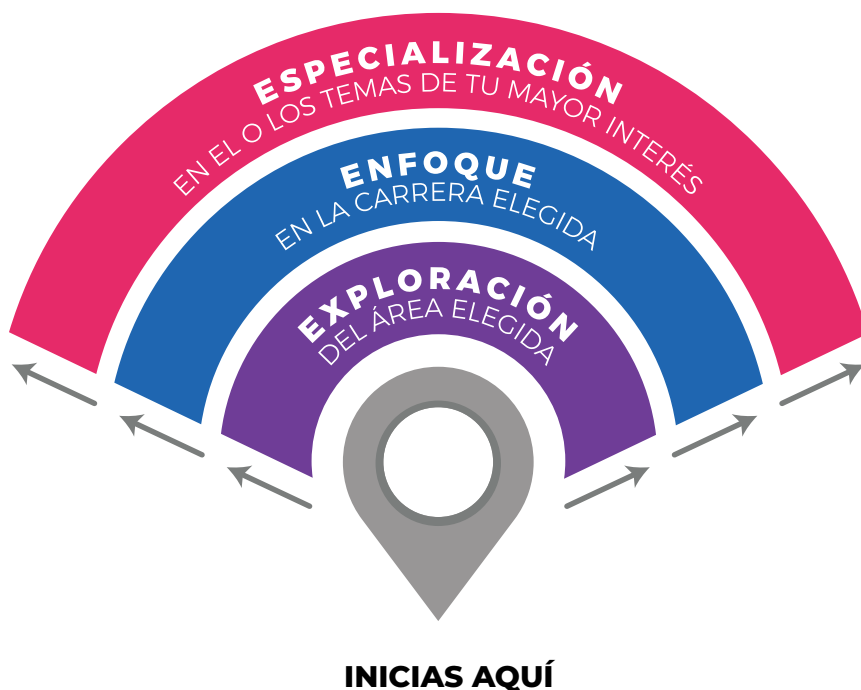 ESPECIALIZACIÓN
EN EL O LOS TEMAS DE TU MAYOR INTERÉS
ENFOQUE
EN LA CARRERA ELEGIDA
EXPLORACIÓN
DEL ÁREA ELEGIDA
INICIAS AQUÍ